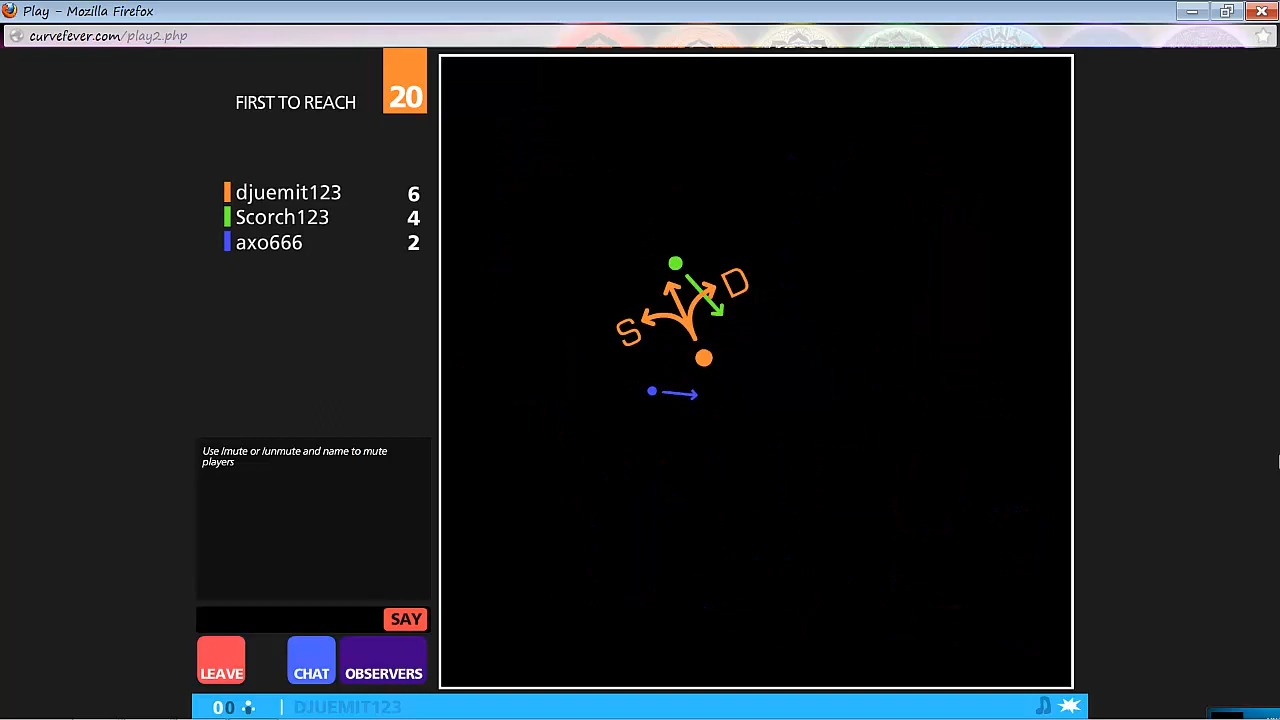 Play - Mozilla Firefox
curvefever.com/play2.php
FIRST TO REACH 20
djuemit123 6
Scorch123 4
axo666 2
D
S
Use /mute or /unmute and name to mute
players
SAY
LEAVE CHAT OBSERVERS
00 | DJUEMIT123